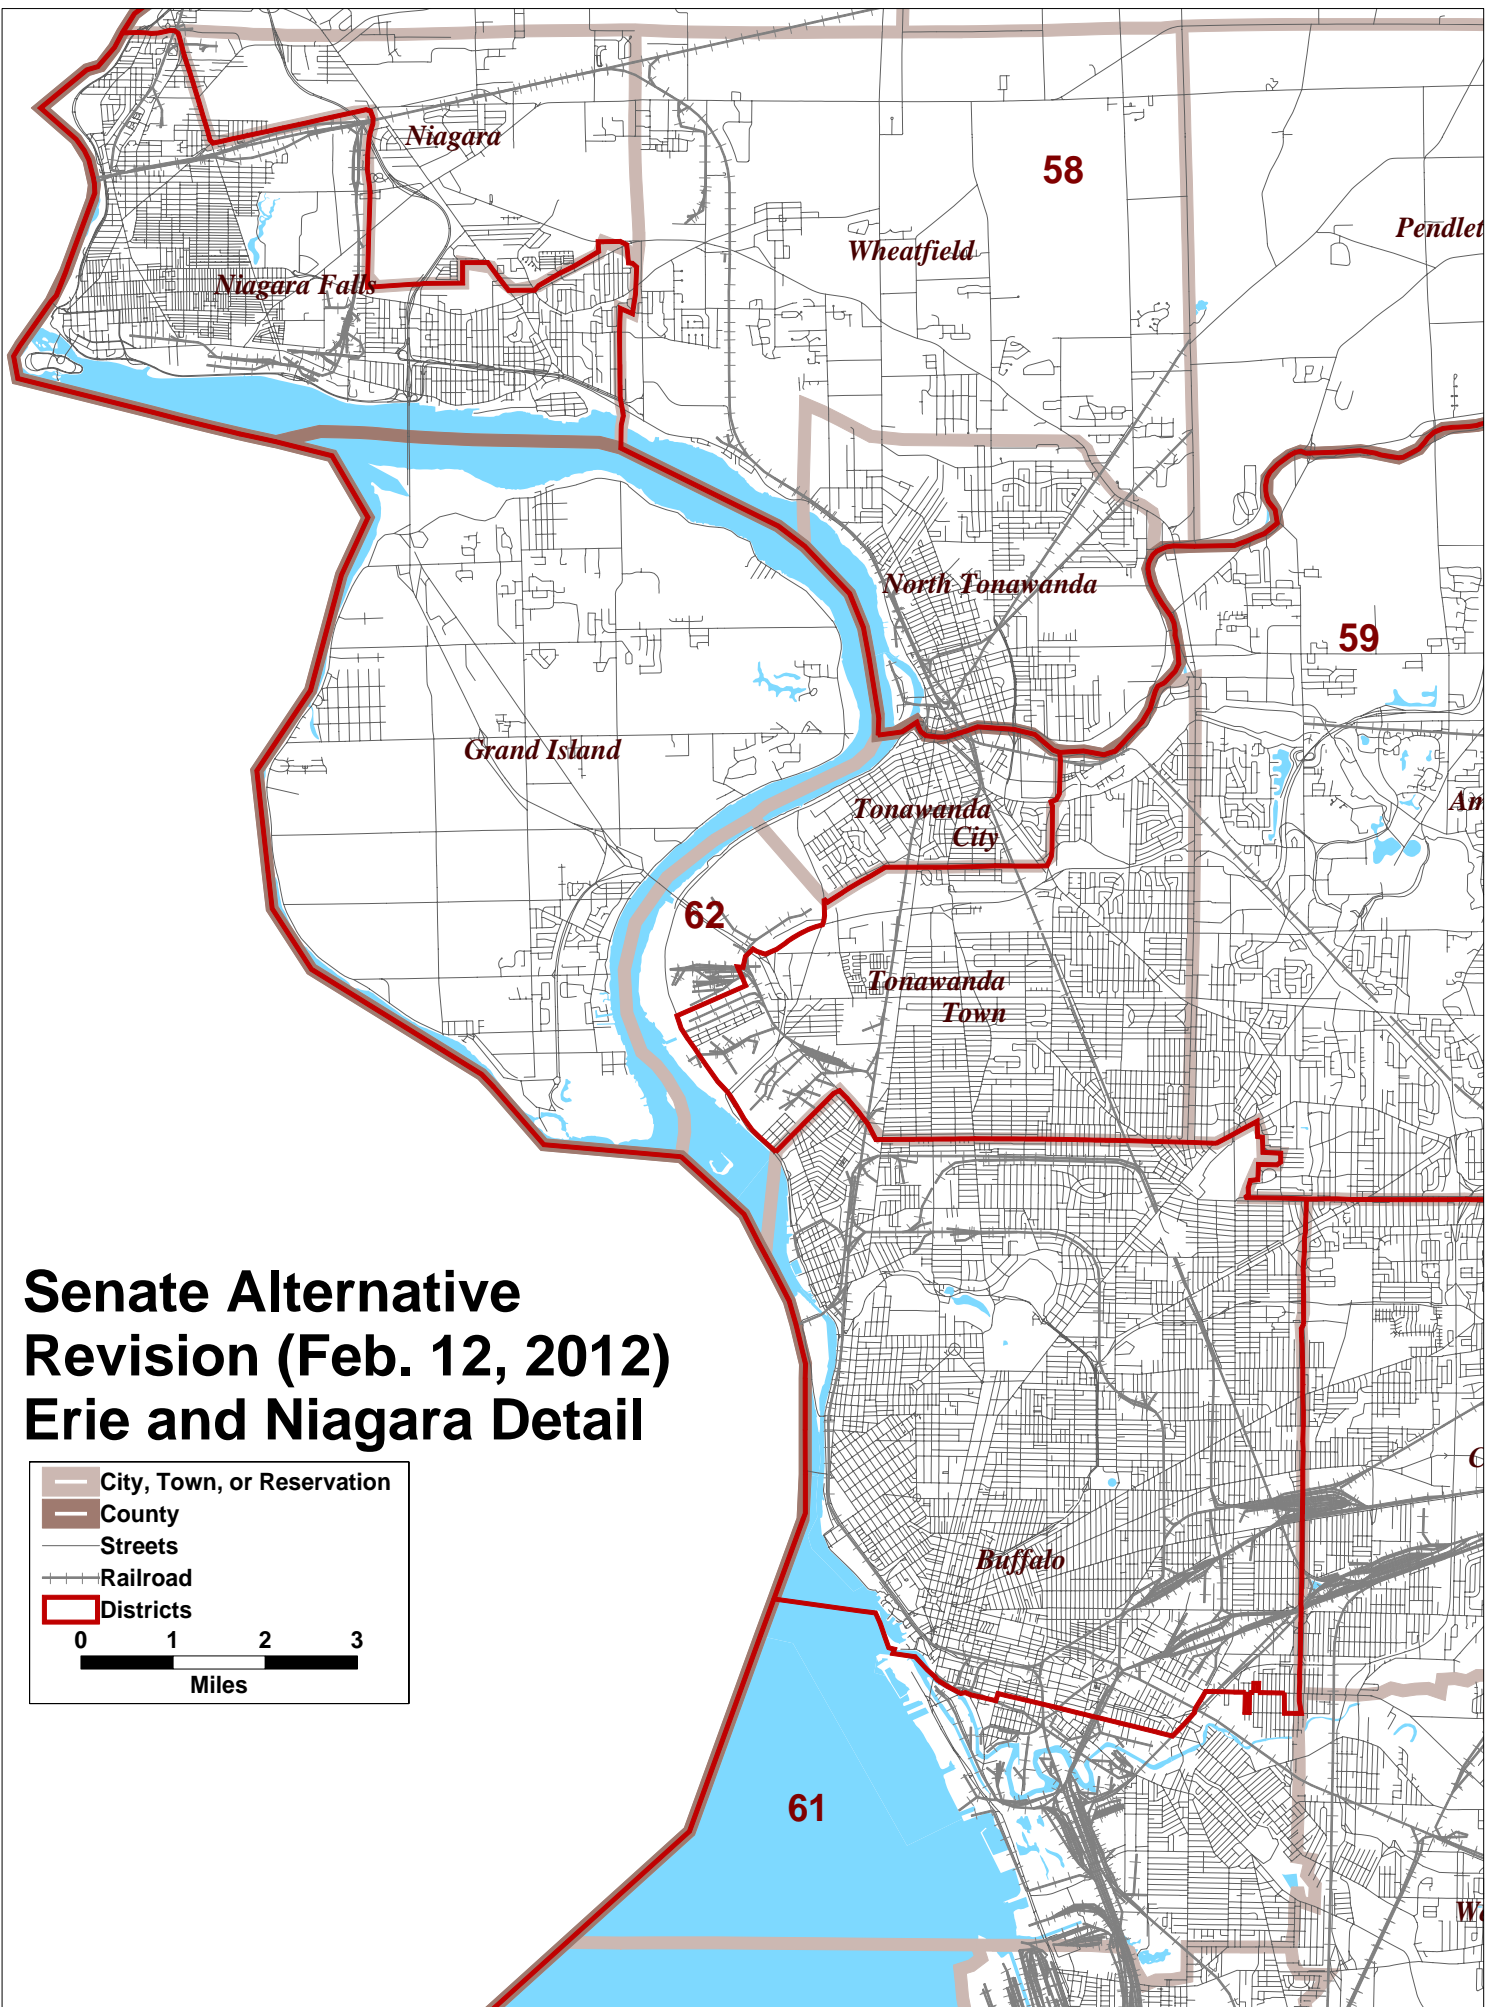 Niagara
58
Pendlet
Wheatfield
Niagara Falls
North Tonawanda
59
Grand Island
Tonawanda
City
Am
62
Tonawanda
Town
Senate Alternative
Revision (Feb. 12, 2012)
Erie and Niagara Detail
C
City, Town, or Reservation
County
Streets
Railroad
Districts
0 1 2 3
Miles
Buffalo
61
We